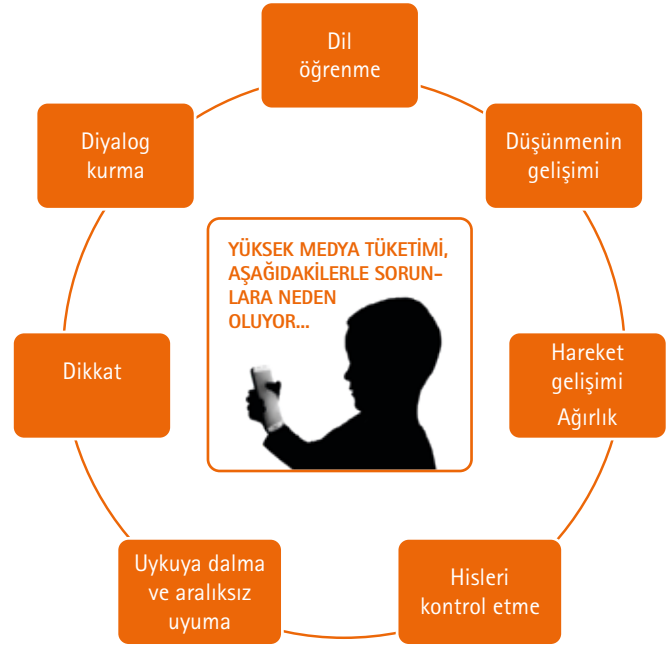 Dil
öğrenme
Düşünmenin
gelişimi
Hareket
gelişimi
Ağırlık
Hisleri
kontrol etme
Uykuya dalma
ve aralıksız
uyuma
Dikkat
Diyalog
kurma
YÜKSEK MEDYA TÜKETİMİ,
AŞAĞIDAKİLERLE SORUN-
LARA NEDEN
OLUYOR...